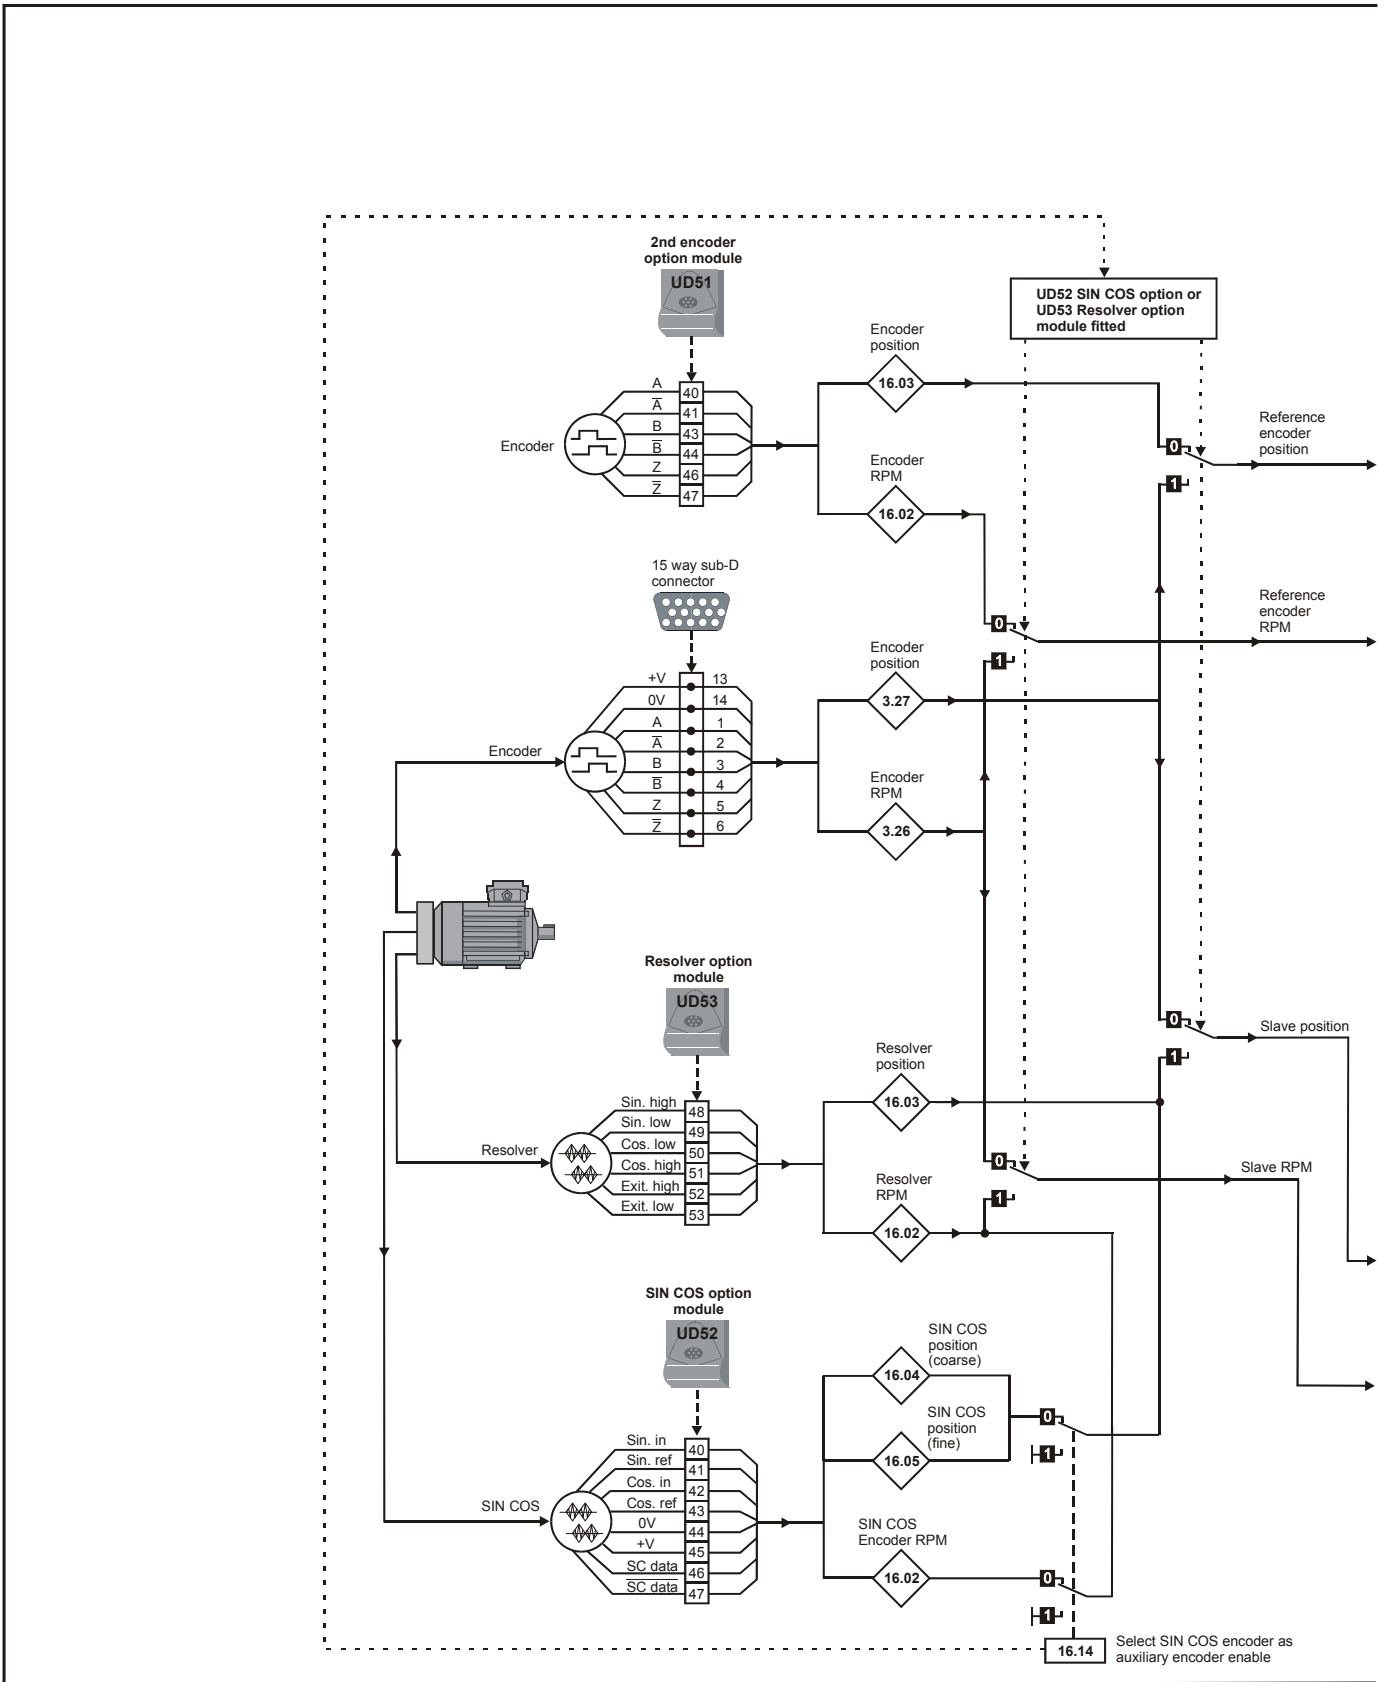 2nd encoder
option module
UD51
UD52 SIN COS option or
UD53 Resolver option
module fitted
Encoder
position
16.03
A
40
A̅
41
B
43
B̅
44
Z
46
Z̅
47
Encoder
Encoder
RPM
16.02
0
1
Reference
encoder
position
15 way sub-D
connector
Reference
encoder
RPM
0
1
Encoder
position
3.27
+V
13
0V
14
A
1
A̅
2
B
3
B̅
4
Z
5
Z̅
6
Encoder
Encoder
RPM
3.26
Resolver option
module
UD53
0
1
Slave position
Resolver
position
16.03
Sin. high
48
Sin. low
49
Cos. low
50
Cos. high
51
Exit. high
52
Exit. low
53
Resolver
Resolver
RPM
16.02
0
1
Slave RPM
SIN COS option
module
UD52
SIN COS
position
(coarse)
16.04
SIN COS
position
(fine)
16.05
0
1
Sin. in
40
Sin. ref
41
Cos. in
42
Cos. ref
43
0V
44
+V
45
SC data
46
S̅C̅ ̅d̅a̅t̅a̅
47
SIN COS
SIN COS
Encoder RPM
16.02
0
1
16.14
Select SIN COS encoder as
auxiliary encoder enable